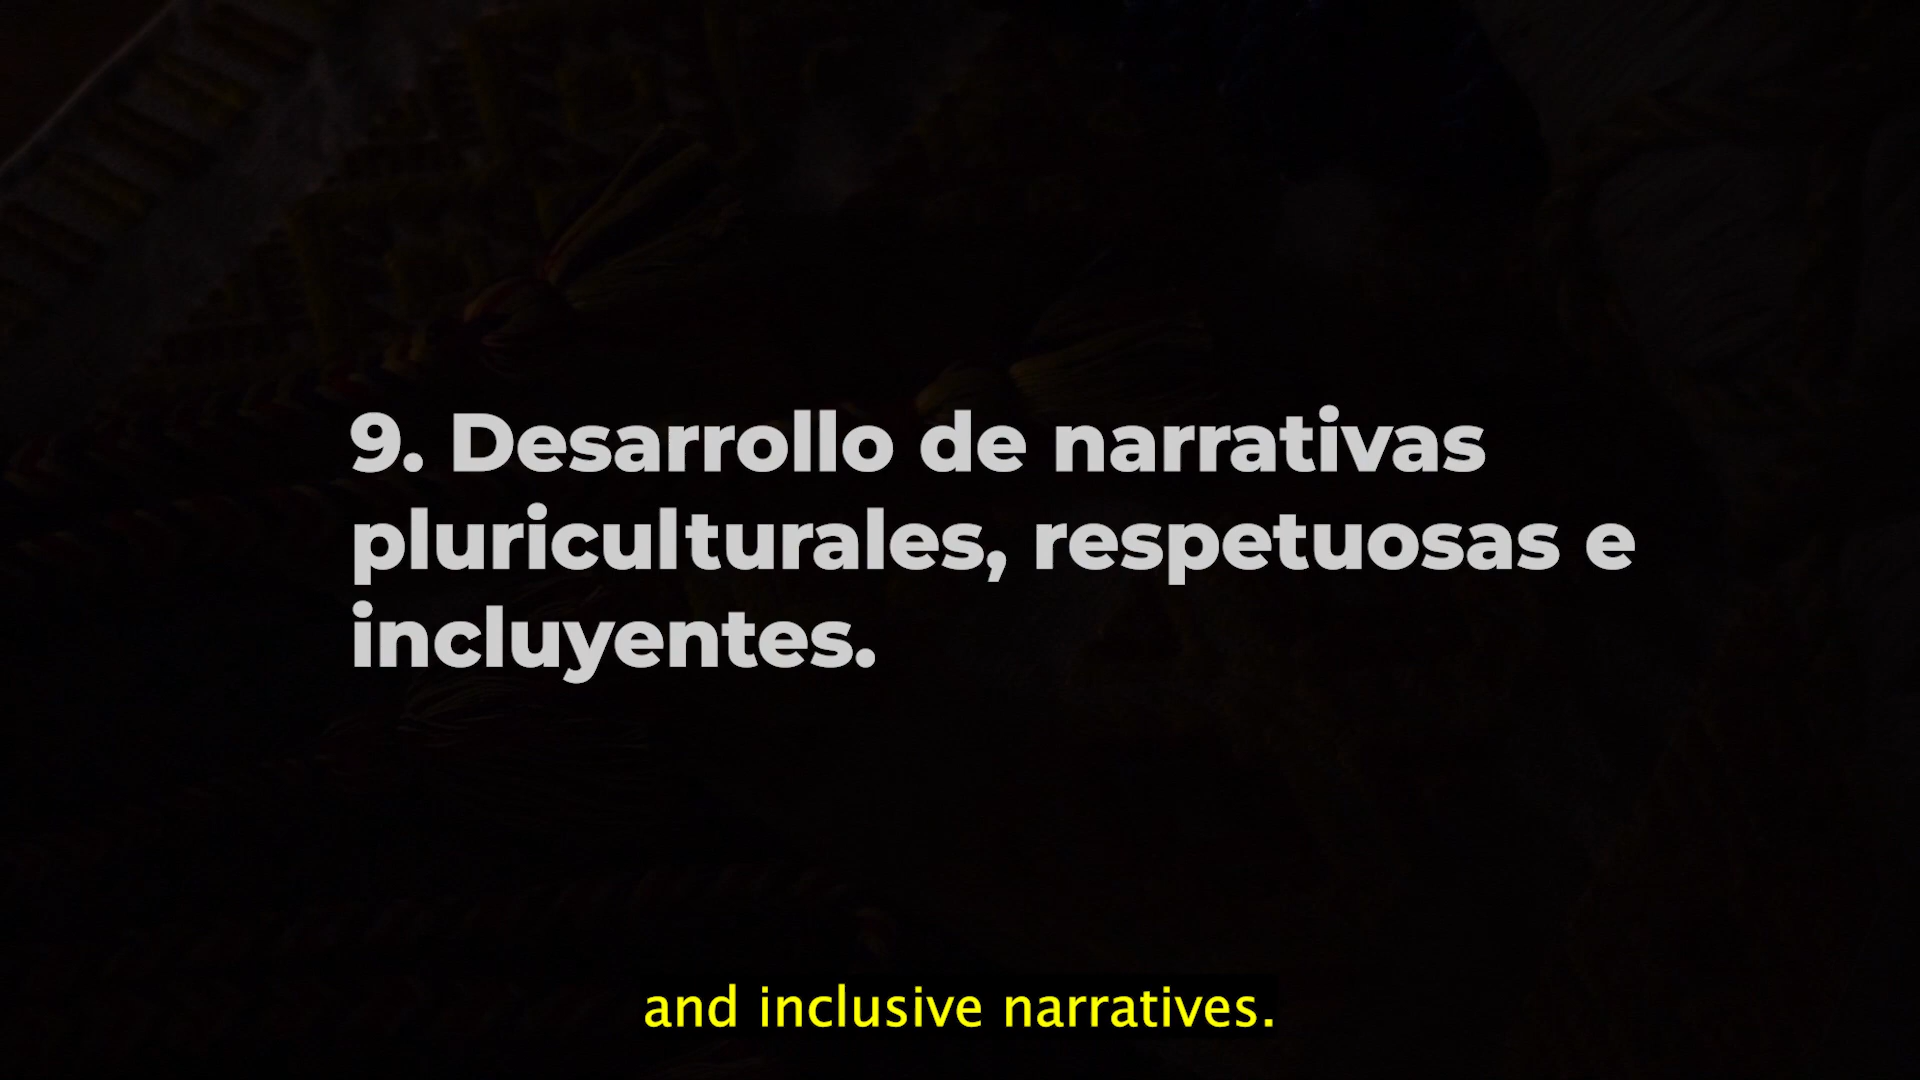 9. Desarrollo de narrativas
pluriculturales, respetuosas e
incluyentes.
and inclusive narratives.